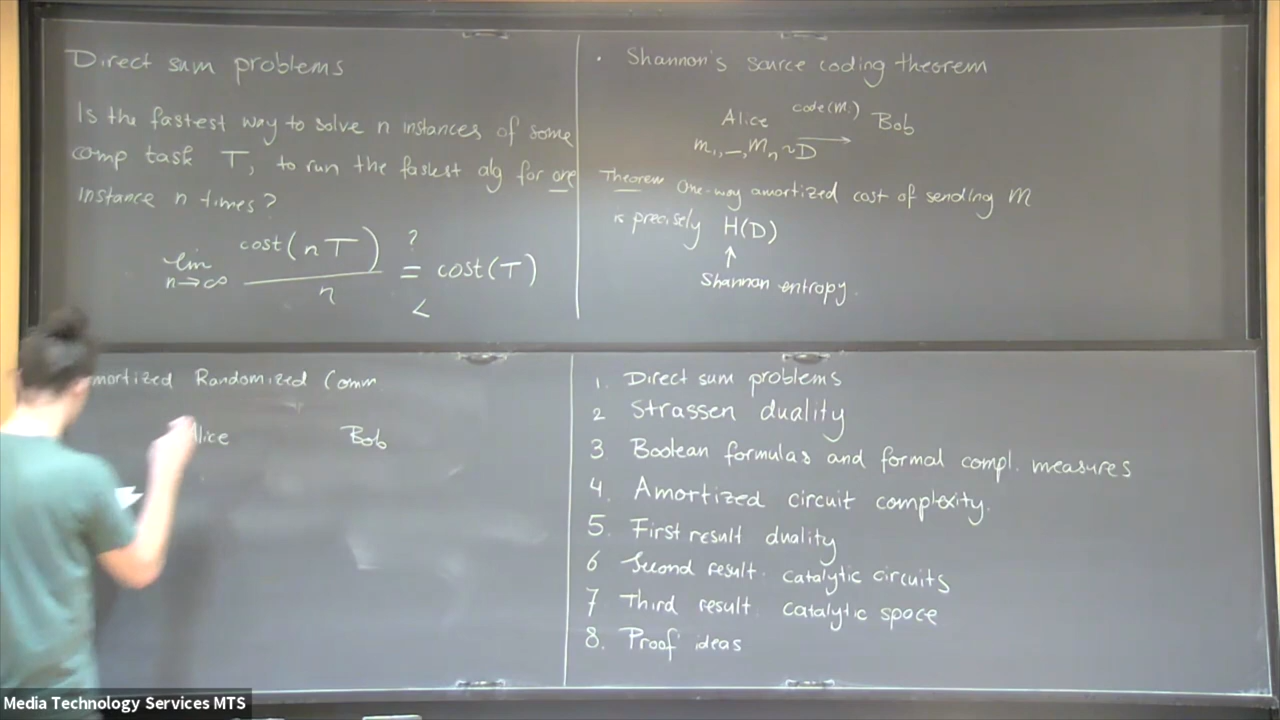 Direct sum problems
Is the fastest way to solve n instances of some
comp task T, to run the fastest alg for one
instance n times?
lim n→∞ cost(nT) / n ?= cost(T)
<
· Shannon's source coding theorem
Alice code(M.) Bob
m1,—,Mn ~D
Theorem One-way amortized cost of sending M
is precisely H(D)
↑
Shannon entropy.
mortized Randomized Comm
lice Bob
1. Direct sum problems
2 Strassen duality
3 Boolean formulas and formal compl. measures
4. Amortized circuit complexity.
5. First result duality
6 Second result. catalytic circuits
7 Third result. catalytic space
8. Proof ideas
Media Technology Services MTS